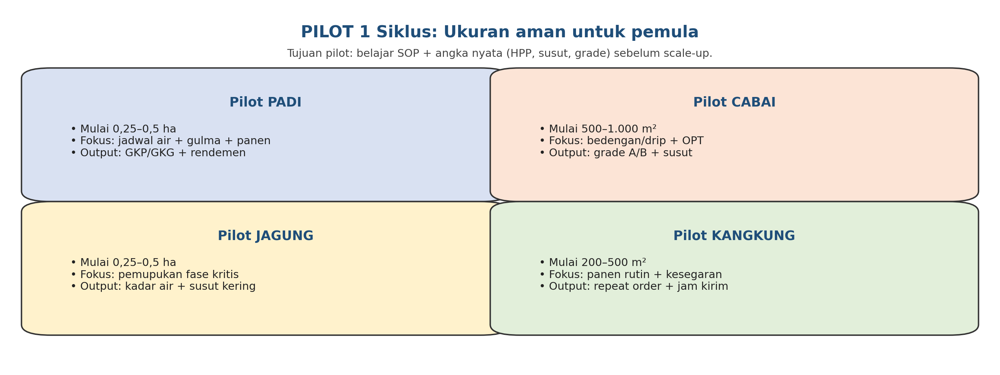 PILOT 1 Siklus: Ukuran aman untuk pemula
Tujuan pilot: belajar SOP + angka nyata (HPP, susut, grade) sebelum scale-up.
Pilot PADI
• Mulai 0,25–0,5 ha
• Fokus: jadwal air + gulma + panen
• Output: GKP/GKG + rendemen
Pilot CABAI
• Mulai 500–1.000 m²
• Fokus: bedengan/drip + OPT
• Output: grade A/B + susut
Pilot JAGUNG
• Mulai 0,25–0,5 ha
• Fokus: pemupukan fase kritis
• Output: kadar air + susut kering
Pilot KANGKUNG
• Mulai 200–500 m²
• Fokus: panen rutin + kesegaran
• Output: repeat order + jam kirim